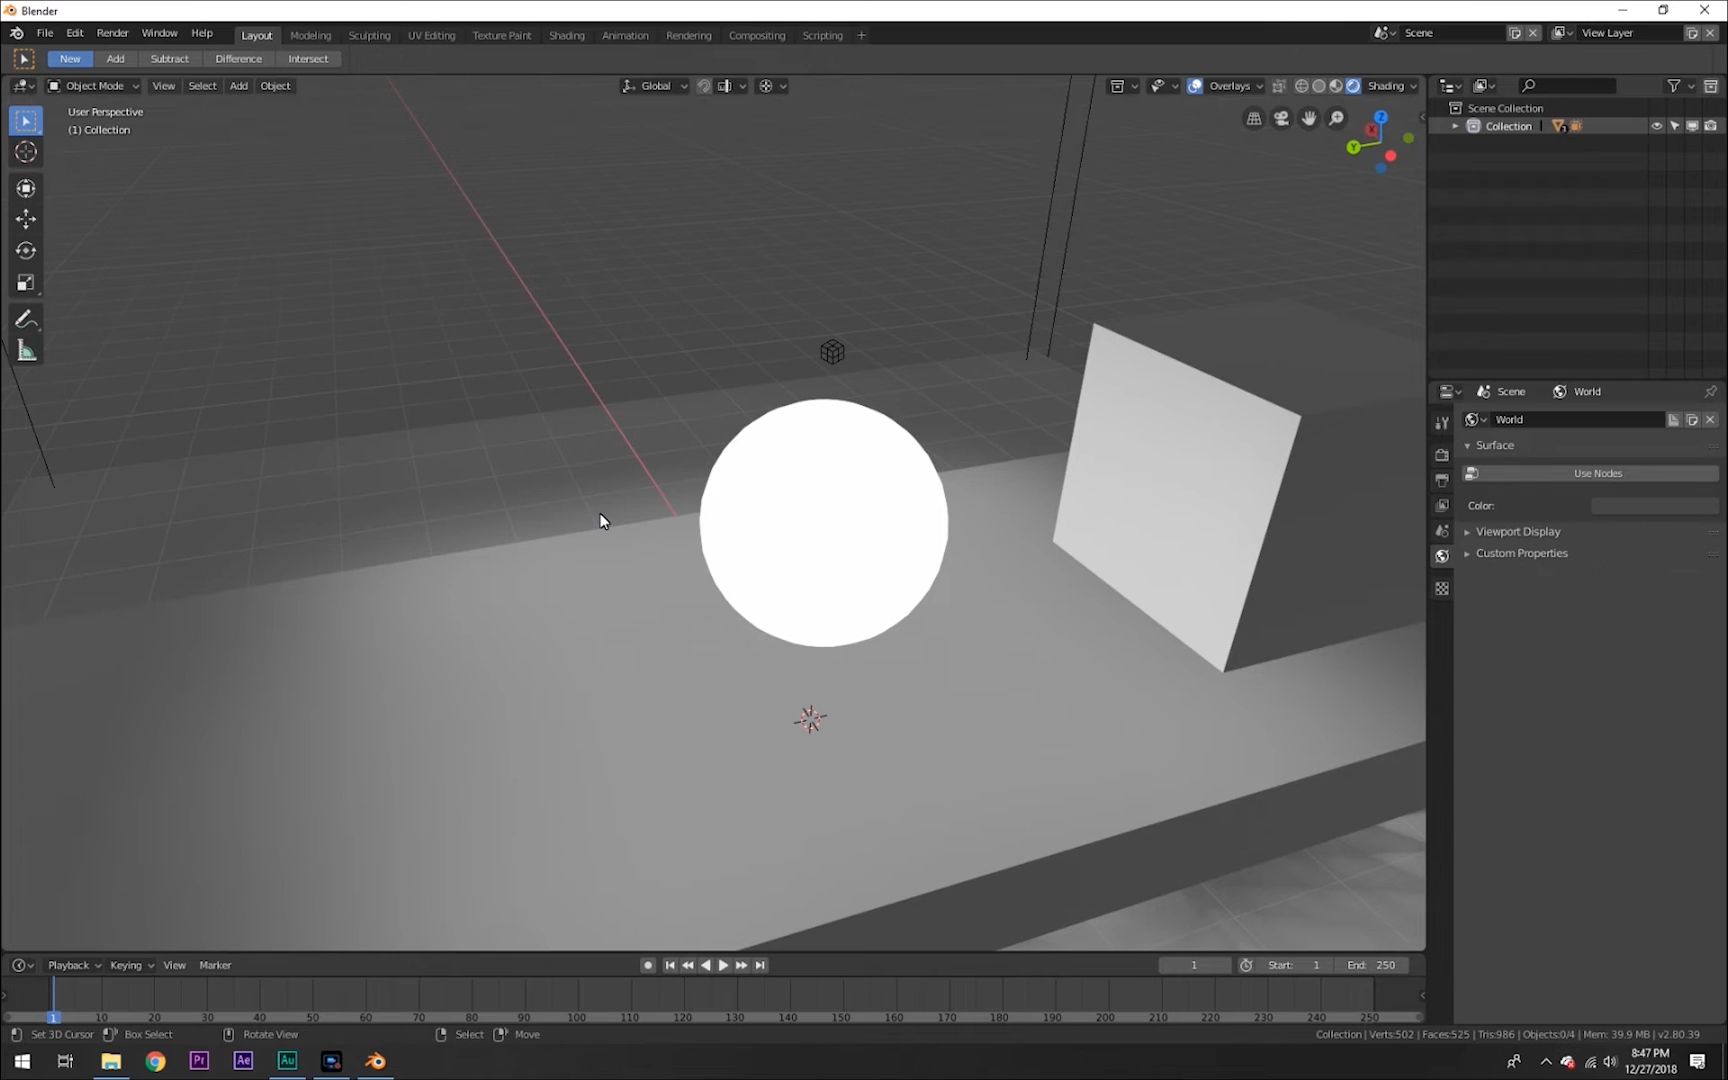 Blender
File Edit Render Window Help Layout Modeling Sculpting UV Editing Texture Paint Shading Animation Rendering Compositing Scripting + Scene View Layer
New Add Subtract Difference Intersect
Object Mode View Select Add Object Global Overlays Shading
User Perspective
(1) Collection
Z
X
Y
Scene Collection
Collection
Scene World
World
Surface
Use Nodes
Color:
Viewport Display
Custom Properties
Playback Keying View Marker 1 Start: 1 End: 250
1 10 20 30 40 50 60 70 80 90 100 110 120 130 140 150 160 170 180 190 200 210 220 230 240 250
Set 3D Cursor Box Select Rotate View Select Move Collection | Verts:502 | Faces:525 | Tris:986 | Objects:0/4 | Mem: 39.9 MB | v2.80.39
Pr Ae Au
8:47 PM
12/27/2018